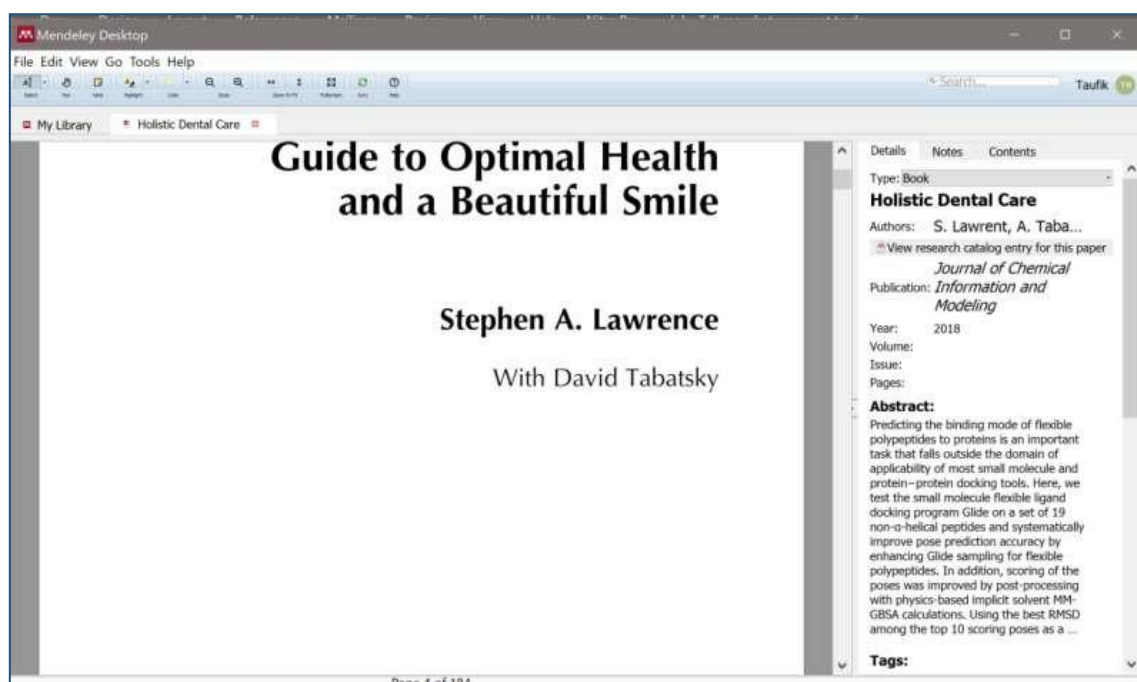 Mendeley Desktop
File Edit View Go Tools Help
Search...
Taufik
My Library
Holistic Dental Care
Guide to Optimal Health
and a Beautiful Smile
Stephen A. Lawrence
With David Tabatsky
Details Notes Contents
Type: Book
Holistic Dental Care
Authors: S. Lawrent, A. Taba...
View research catalog entry for this paper
Publication: Journal of Chemical
Information and
Modeling
Year: 2018
Volume:
Issue:
Pages:
Abstract:
Predicting the binding mode of flexible
polypeptides to proteins is an important
task that falls outside the domain of
applicability of most small molecule and
protein−protein docking tools. Here, we
test the small molecule flexible ligand
docking program Glide on a set of 19
non-α-helical peptides and systematically
improve pose prediction accuracy by
enhancing Glide sampling for flexible
polypeptides. In addition, scoring of the
poses was improved by post-processing
with physics-based implicit solvent MM-
GBSA calculations. Using the best RMSD
among the top 10 scoring poses as a ...
Tags:
Page 4 of 184